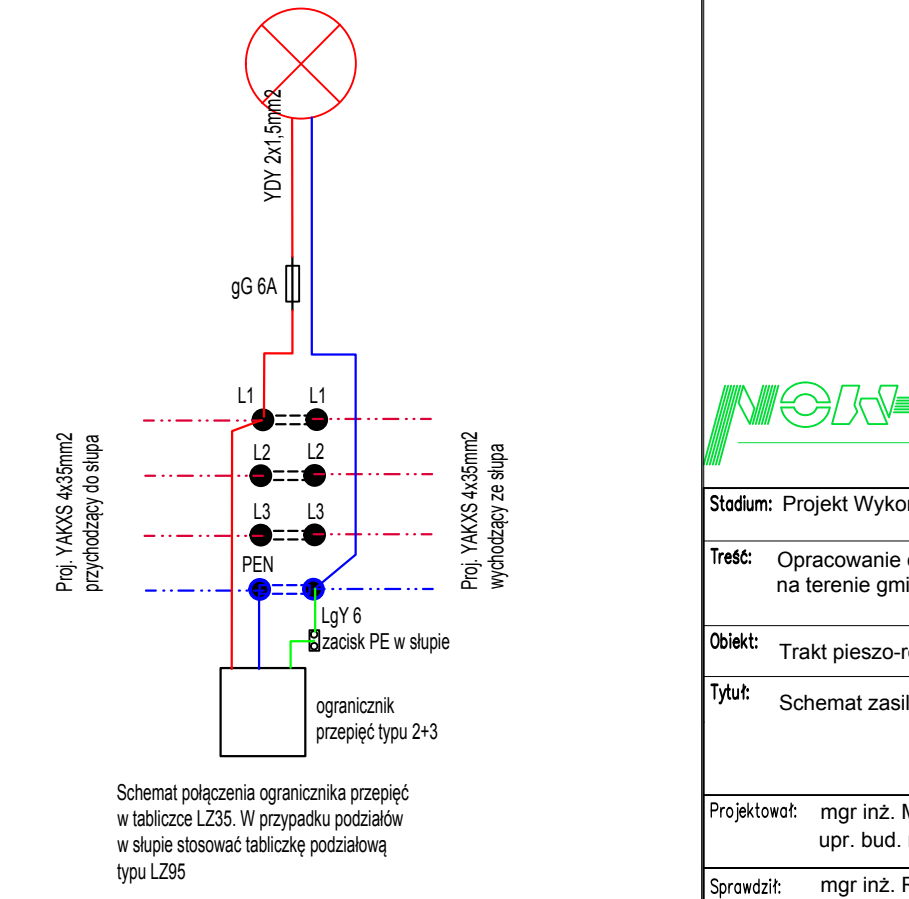 YDY 2x1,5mm2
gG 6A
L1 L1
L2 L2
L3 L3
PEN
Proj. YAKXS 4x35mm2
przychodzący do słupa
Proj. YAKXS 4x35mm2
wychodzący ze słupa
LgY 6
zacisk PE w słupie
ogranicznik
przepięć typu 2+3
Schemat połączenia ogranicznika przepięć
w tabliczce LZ35. W przypadku podziałów
w słupie stosować tabliczkę podziałową
typu LZ95
Stadium: Projekt Wykon
Treść: Opracowanie
na terenie gmi
Obiekt: Trakt pieszo-r
Tytuł: Schemat zasil
Projektował: mgr inż. M
upr. bud.
Sprawdził: mgr inż.